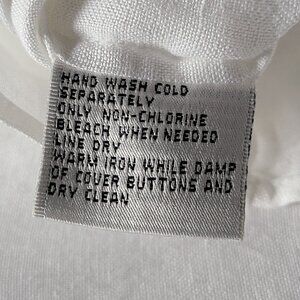 HAND WASH COLD
SEPARATELY
ONLY NON-CHLORINE
BLEACH WHEN NEEDED
LINE DRY
WARM IRON WHILE DAMP
OF COVER BUTTONS AND
DRY CLEAN